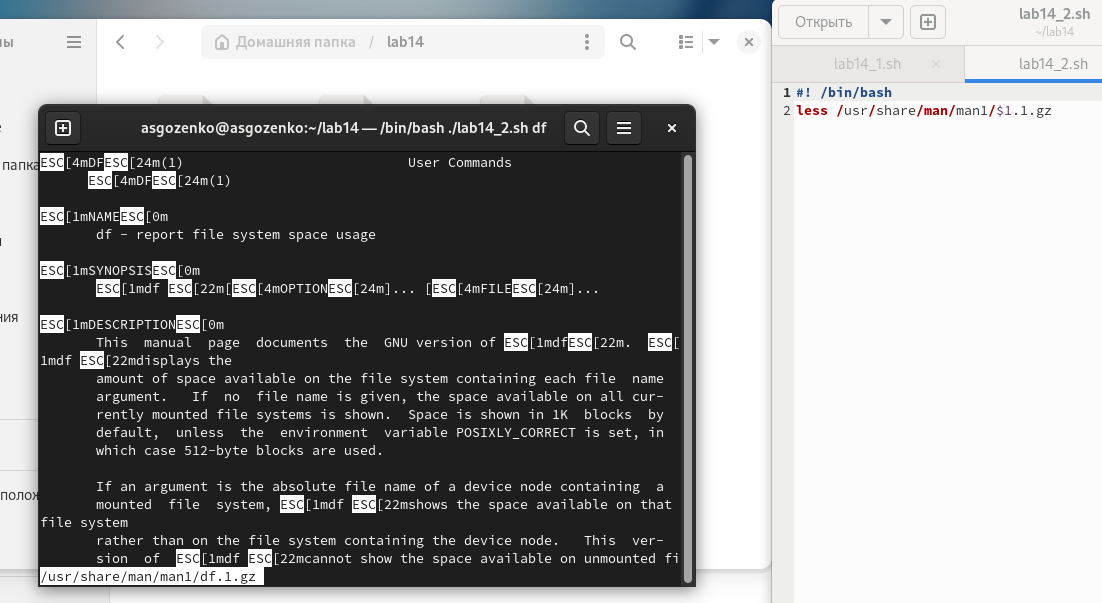 ы
Домашняя папка / lab14
Открыть
lab14_2.sh
~/lab14
lab14_1.sh
lab14_2.sh
1 #! /bin/bash
2 less /usr/share/man/man1/$1.1.gz
е
папка
ния
полож
asgozenko@asgozenko:~/lab14 — /bin/bash ./lab14_2.sh df
ESC[4mDFESC[24m(1) User Commands
ESC[4mDFESC[24m(1)
ESC[1mNAMEESC[0m
df - report file system space usage
ESC[1mSYNOPSISESC[0m
ESC[1mdf ESC[22m[ESC[4mOPTIONESC[24m]... [ESC[4mFILEESC[24m]...
ESC[1mDESCRIPTIONESC[0m
This manual page documents the GNU version of ESC[1mdfESC[22m. ESC[
1mdf ESC[22mdisplays the
amount of space available on the file system containing each file name
argument. If no file name is given, the space available on all cur-
rently mounted file systems is shown. Space is shown in 1K blocks by
default, unless the environment variable POSIXLY_CORRECT is set, in
which case 512-byte blocks are used.
If an argument is the absolute file name of a device node containing a
mounted file system, ESC[1mdf ESC[22mshows the space available on that
file system
rather than on the file system containing the device node. This ver-
sion of ESC[1mdf ESC[22mcannot show the space available on unmounted fi
/usr/share/man/man1/df.1.gz